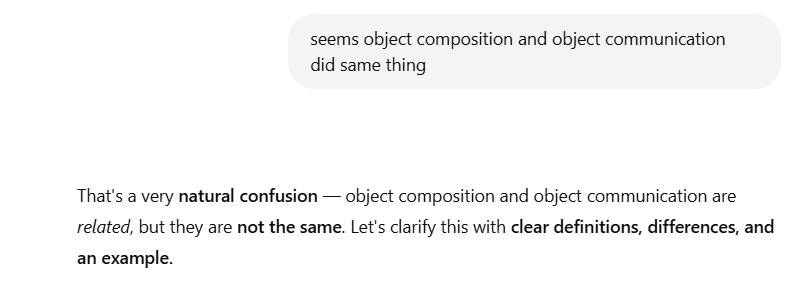 seems object composition and object communication
did same thing
That's a very natural confusion — object composition and object communication are
related, but they are not the same. Let's clarify this with clear definitions, differences, and
an example.